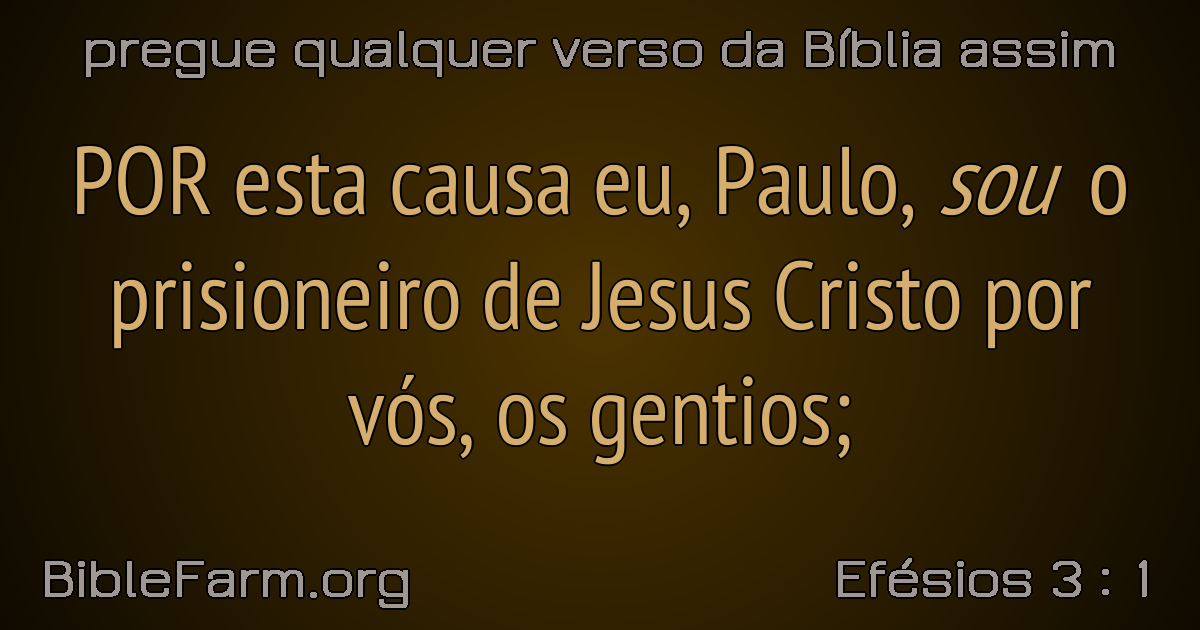 pregue qualquer verso da Bíblia assim
POR esta causa eu, Paulo, sou o
prisioneiro de Jesus Cristo por
vós, os gentios;
BibleFarm.org
Efésios 3 : 1